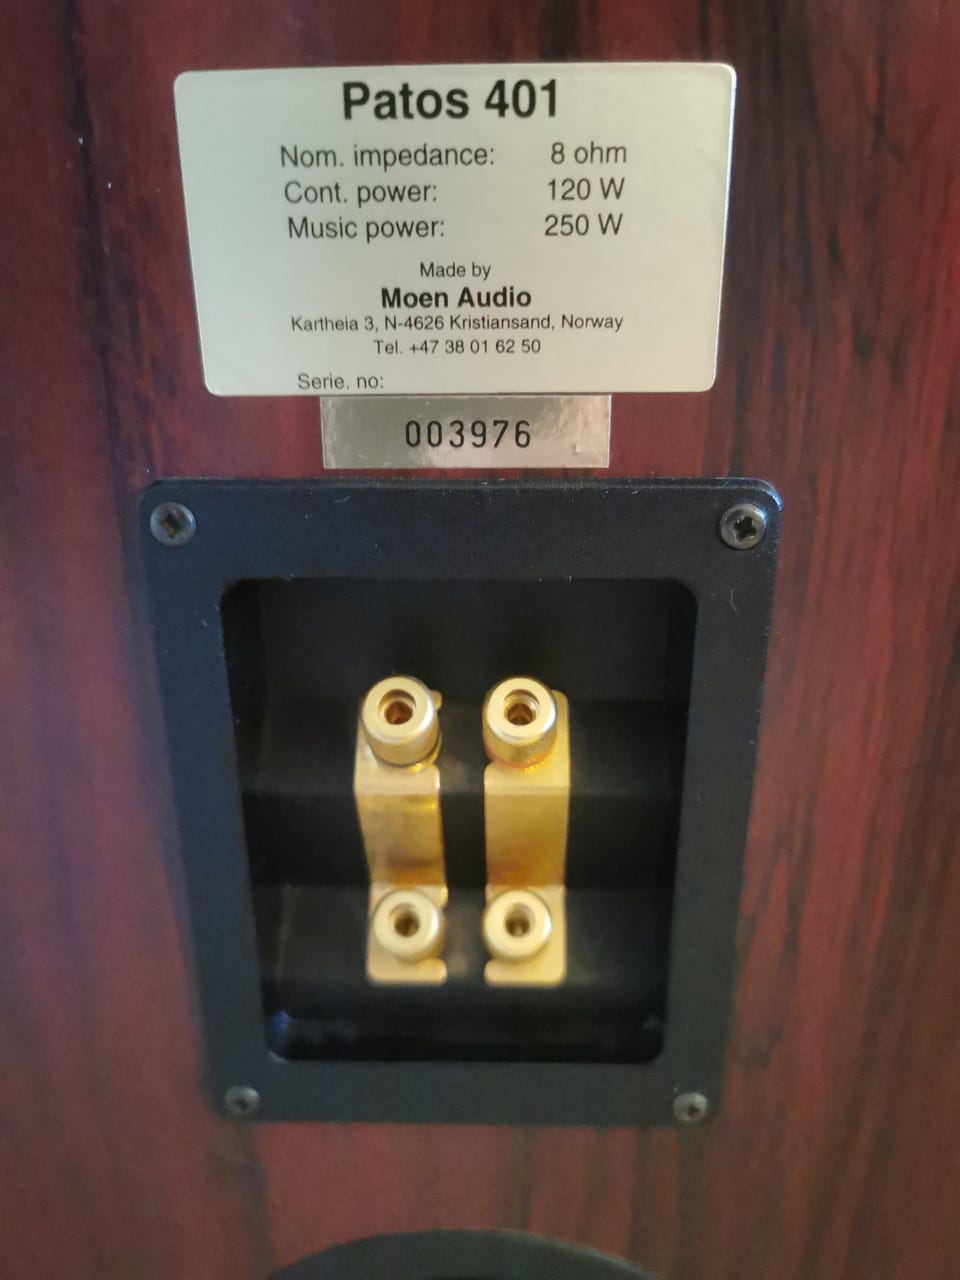 Patos 401
Nom. impedance: 8 ohm
Cont. power: 120 W
Music power: 250 W
Made by
Moen Audio
Kartheia 3, N-4626 Kristiansand, Norway
Tel. +47 38 01 62 50
Serie. no:
003976